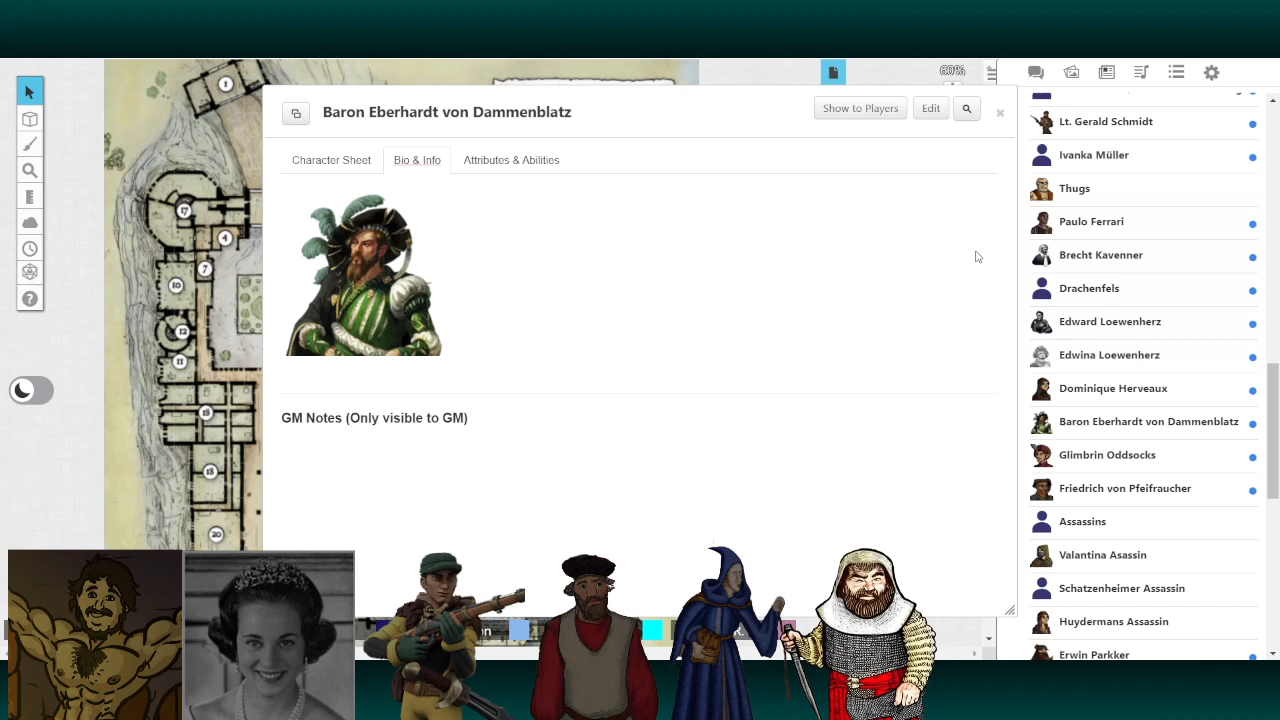 60%
Baron Eberhardt von Dammenblatz
Show to Players
Edit
Character Sheet
Bio & Info
Attributes & Abilities
GM Notes (Only visible to GM)
1
17
4
7
10
12
11
18
15
20
Lt. Gerald Schmidt
Ivanka Müller
Thugs
Paulo Ferrari
Brecht Kavenner
Drachenfels
Edward Loewenherz
Edwina Loewenherz
Dominique Herveaux
Baron Eberhardt von Dammenblatz
Glimbrin Oddsocks
Friedrich von Pfeifraucher
Assassins
Valantina Asassin
Schatzenheimer Assassin
Huydermans Assassin
Erwin Parkker